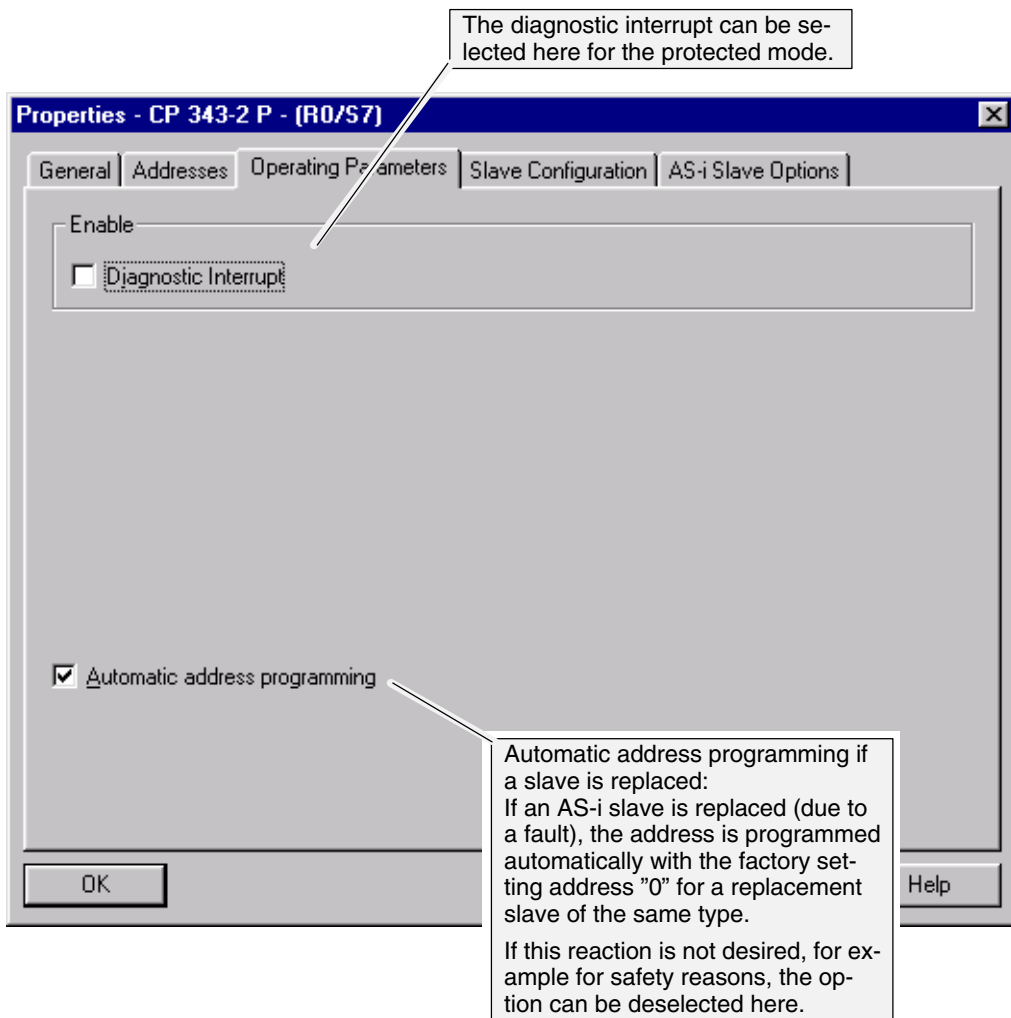 The diagnostic interrupt can be se-
lected here for the protected mode.
Properties - CP 343-2 P - (R0/S7)
General
Addresses
Operating Parameters
Slave Configuration
AS-i Slave Options
Enable
Diagnostic Interrupt
Automatic address programming
Automatic address programming if
a slave is replaced:
If an AS-i slave is replaced (due to
a fault), the address is programmed
automatically with the factory set-
ting address ”0” for a replacement
slave of the same type.
If this reaction is not desired, for ex-
ample for safety reasons, the op-
tion can be deselected here.
OK
Help